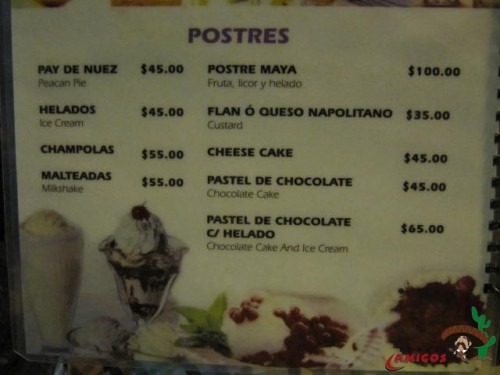 POSTRES
PAY DE NUEZ $45.00
Peacan Pie
HELADOS $45.00
Ice Cream
CHAMPOLAS $55.00
MALTEADAS $55.00
Milkshake
POSTRE MAYA $100.00
Fruta, licor y helado
FLAN Ó QUESO NAPOLITANO $35.00
Custard
CHEESE CAKE $45.00
PASTEL DE CHOCOLATE $45.00
Chocolate Cake
PASTEL DE CHOCOLATE
C/ HELADO $65.00
Chocolate Cake And Ice Cream
AMIGOS